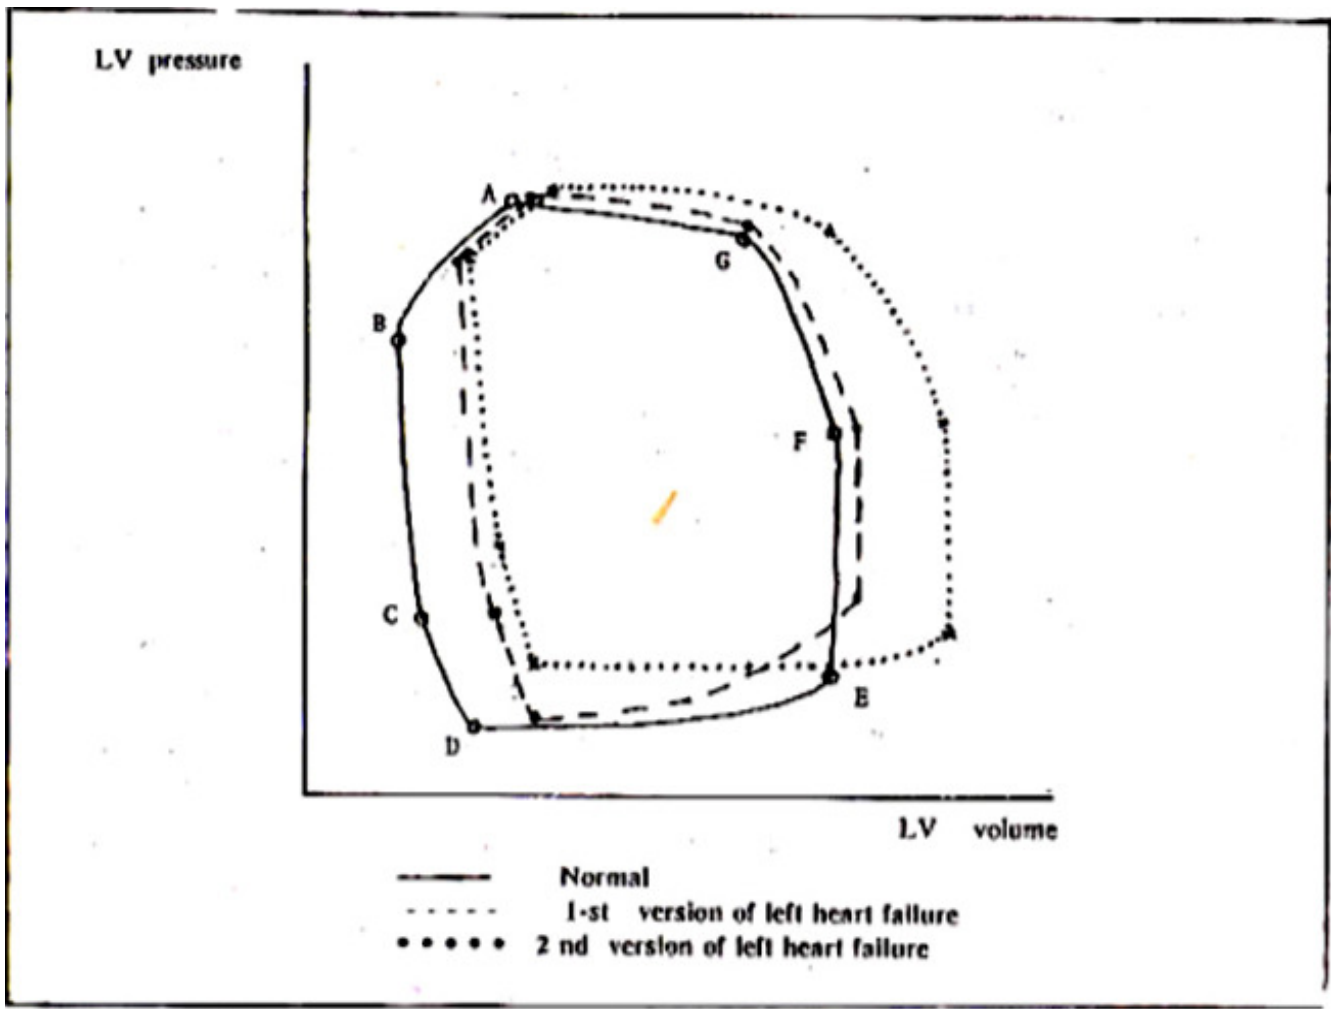 LV pressure
A
G
B
F
C
E
D
LV volume
Normal
1-st version of left heart failure
2 nd version of left heart failure